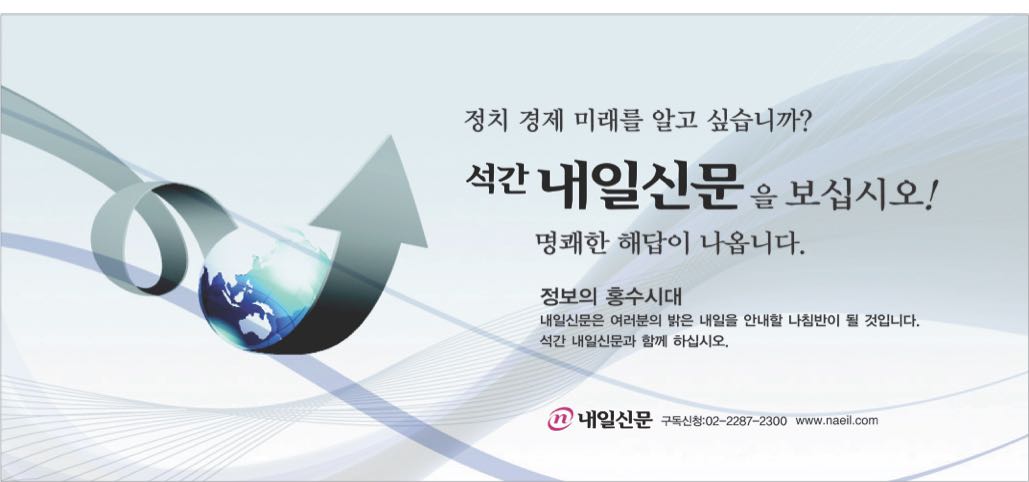 정치 경제 미래를 알고 싶습니까?
석간 내일신문을 보십시오!
명쾌한 해답이 나옵니다.
정보의 홍수시대
내일신문은 여러분의 밝은 내일을 안내할 나침반이 될 것입니다.
석간 내일신문과 함께 하십시오.
n 내일신문 구독신청:02-2287-2300 www.naeil.com